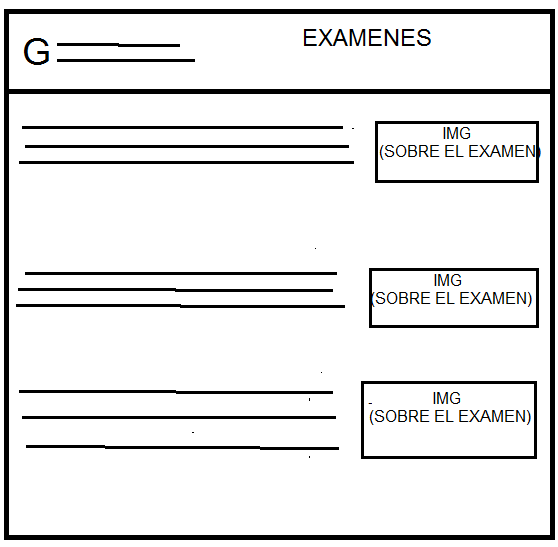 G
EXAMENES
IMG
(SOBRE EL EXAMEN)
IMG
(SOBRE EL EXAMEN)
IMG
(SOBRE EL EXAMEN)